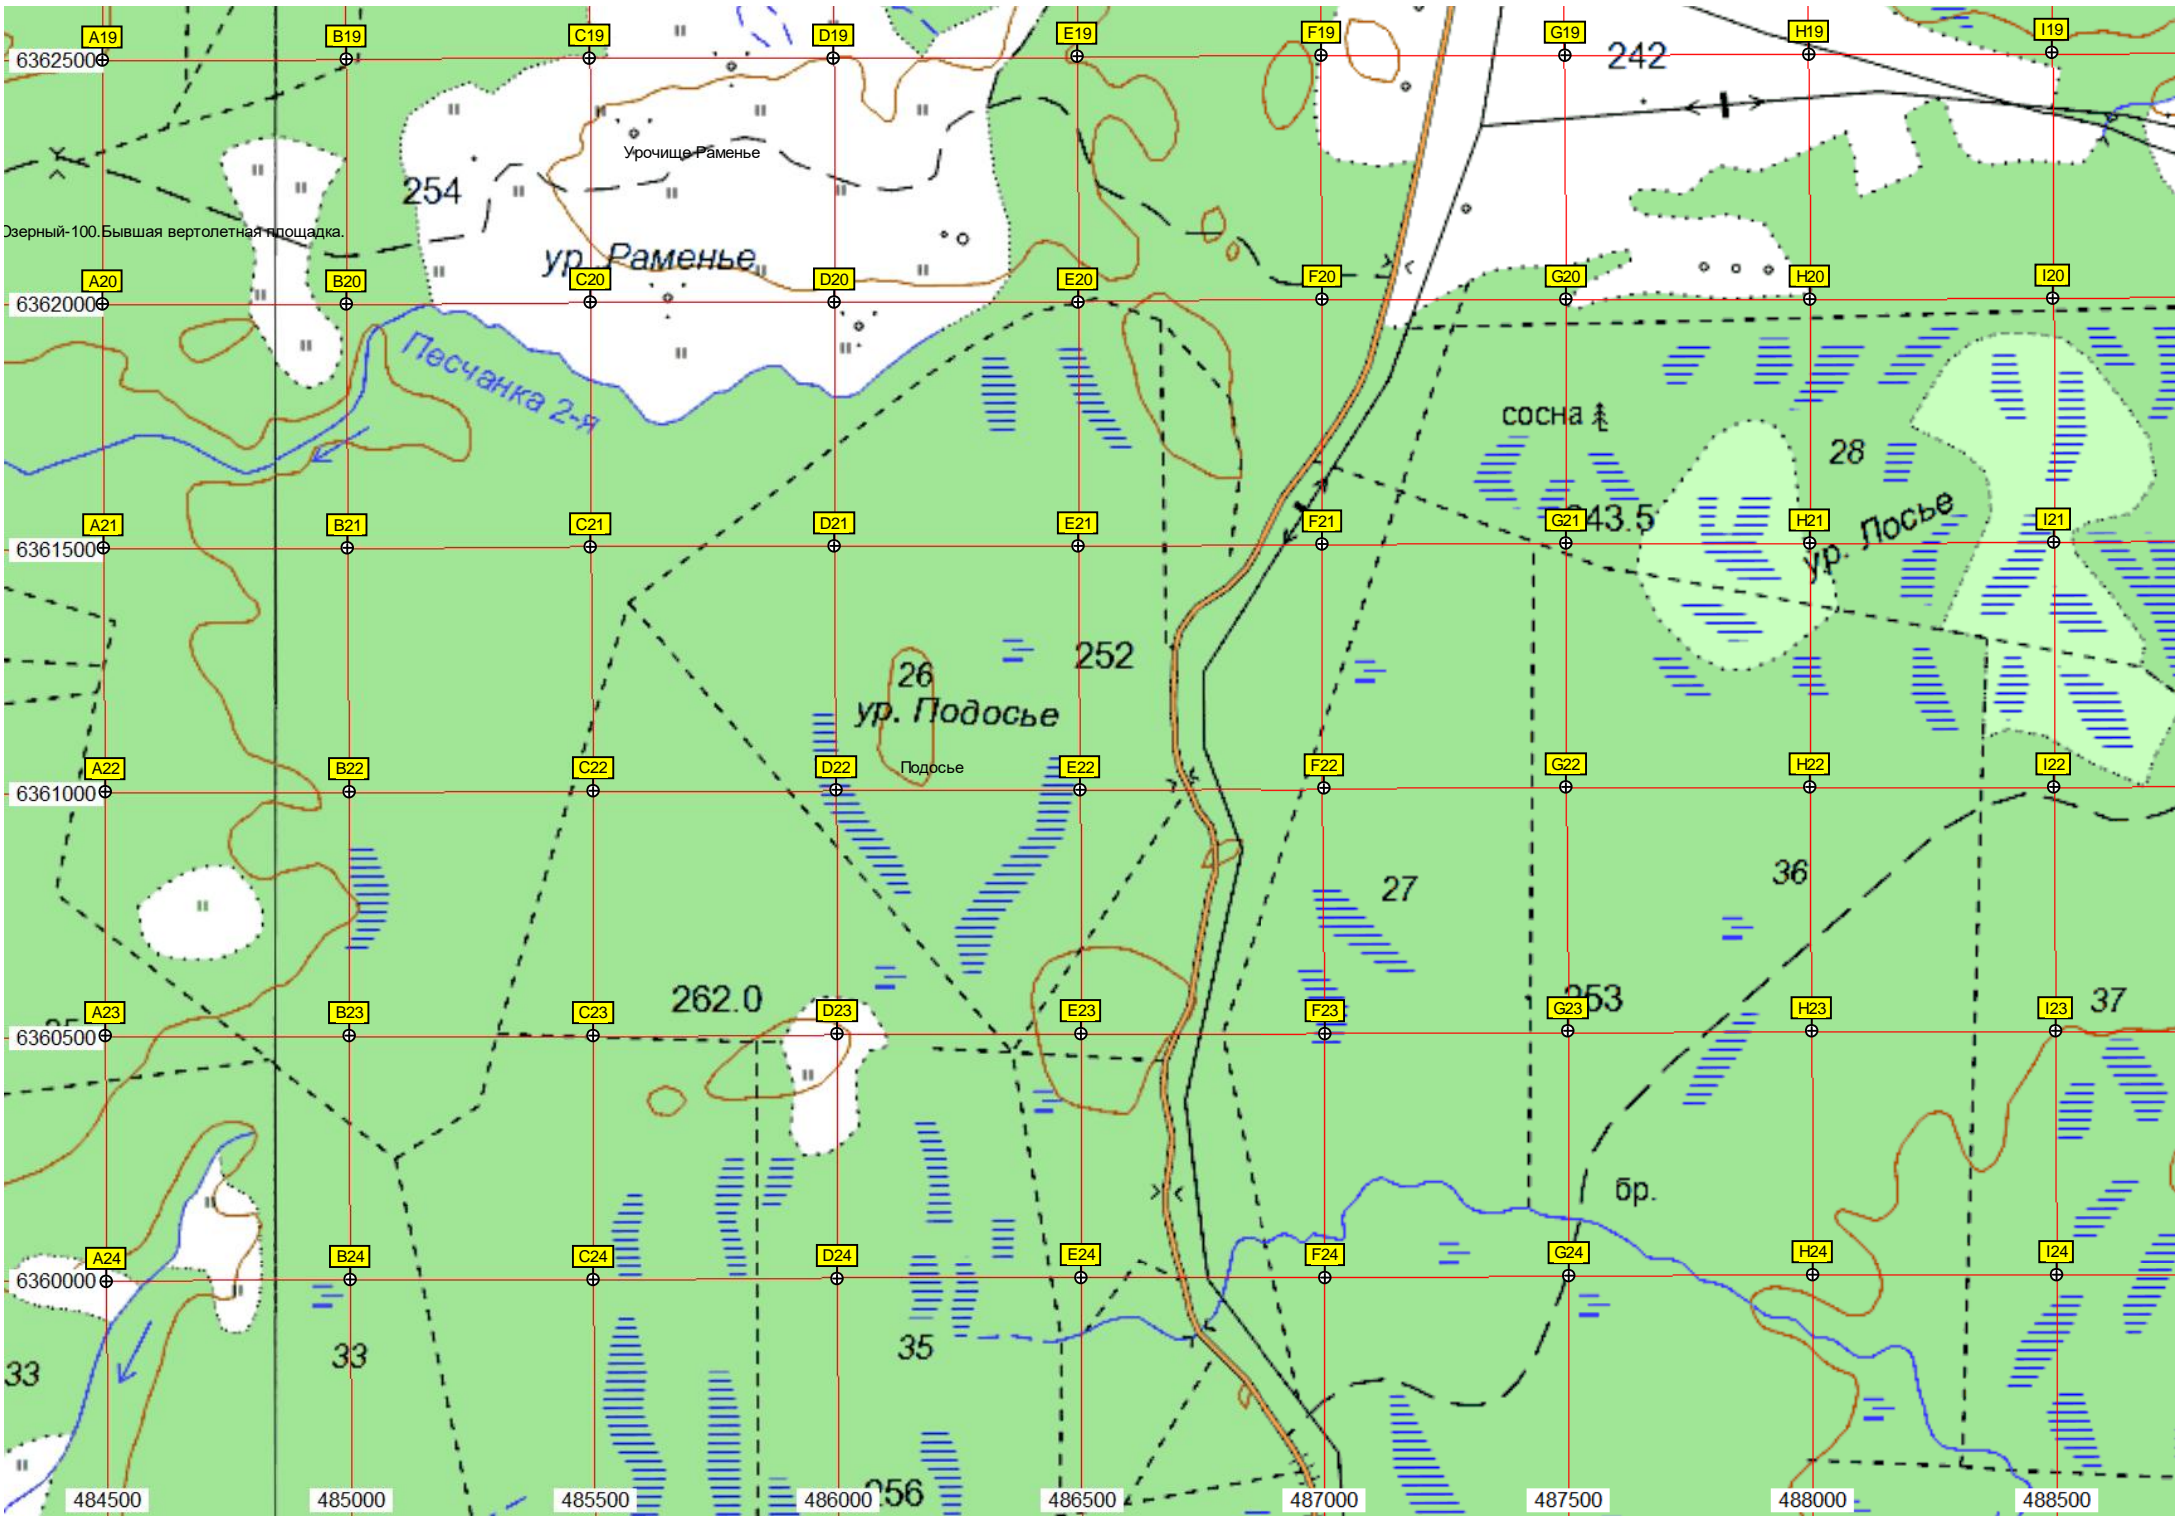 A19 B19 C19 D19 E19 F19 G19 H19 I19
6362500
242
Урочище Раменье
254
Озерный-100.Бывшая вертолетная площадка.
ур. Раменье
A20 B20 C20 D20 E20 F20 G20 H20 I20
6362000
Песчанка 2-я
сосна
28
ур. Лосье
A21 B21 C21 D21 E21 F21 G21 H21 I21
243.5
6361500
252
26
ур. Подосье
Подосье
A22 B22 C22 D22 E22 F22 G22 H22 I22
6361000
36
27
262.0
253
37
A23 B23 C23 D23 E23 F23 G23 H23 I23
6360500
бр.
A24 B24 C24 D24 E24 F24 G24 H24 I24
6360000
33
33
35
256
484500 485000 485500 486000 486500 487000 487500 488000 488500